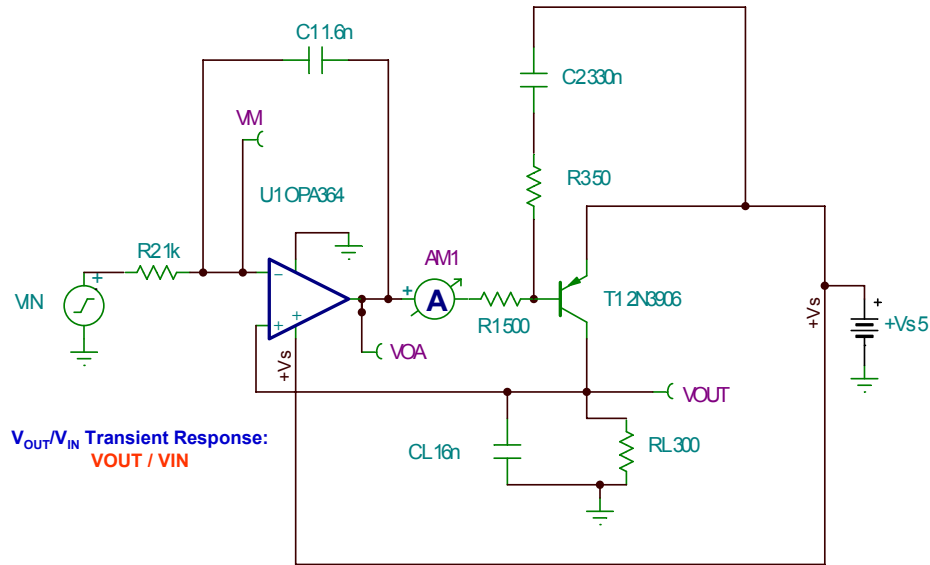 C1 1.6n
C2 330n
VM
R3 50
U1 OPA364
R2 1k
AM1
+
−
VIN
A
+
T1 2N3906
+Vs
+
+Vs 5
R1 500
+
+
VOA
+Vs
VOUT
CL 16n
RL 300
VOUT/VIN Transient Response:
VOUT / VIN